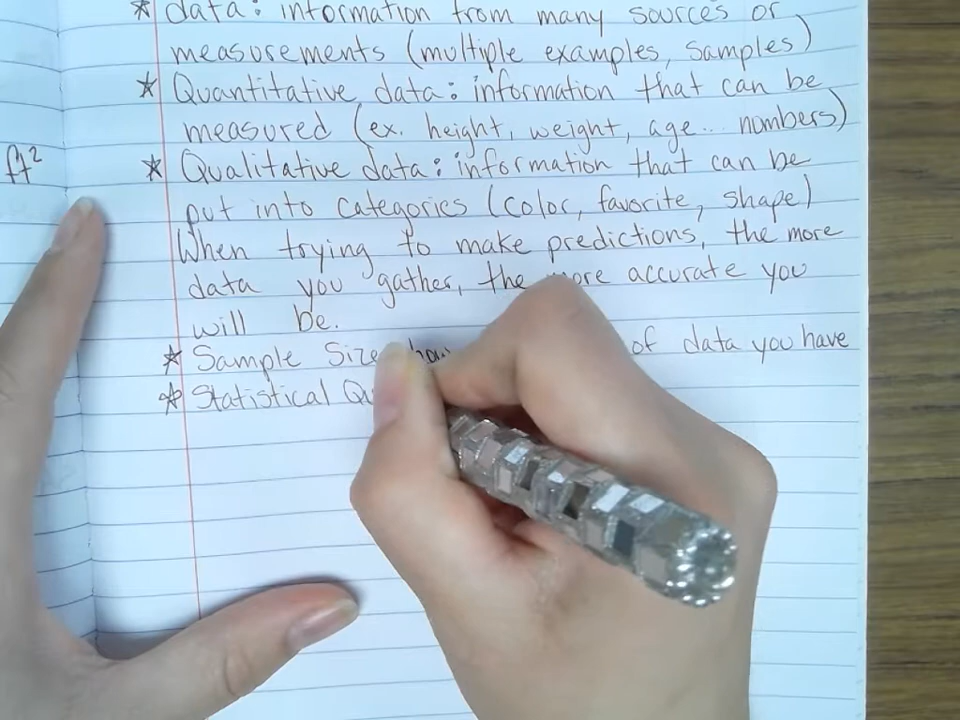 * data: information from many sources or
measurements (multiple examples, samples)
* Quantitative data: information that can be
measured (ex. height, weight, age... numbers)
ft²
* Qualitative data: information that can be
put into categories (color, favorite, shape)
When trying to make predictions, the more
data you gather, the more accurate you
will be.
* Sample Size of data you have
* Statistical